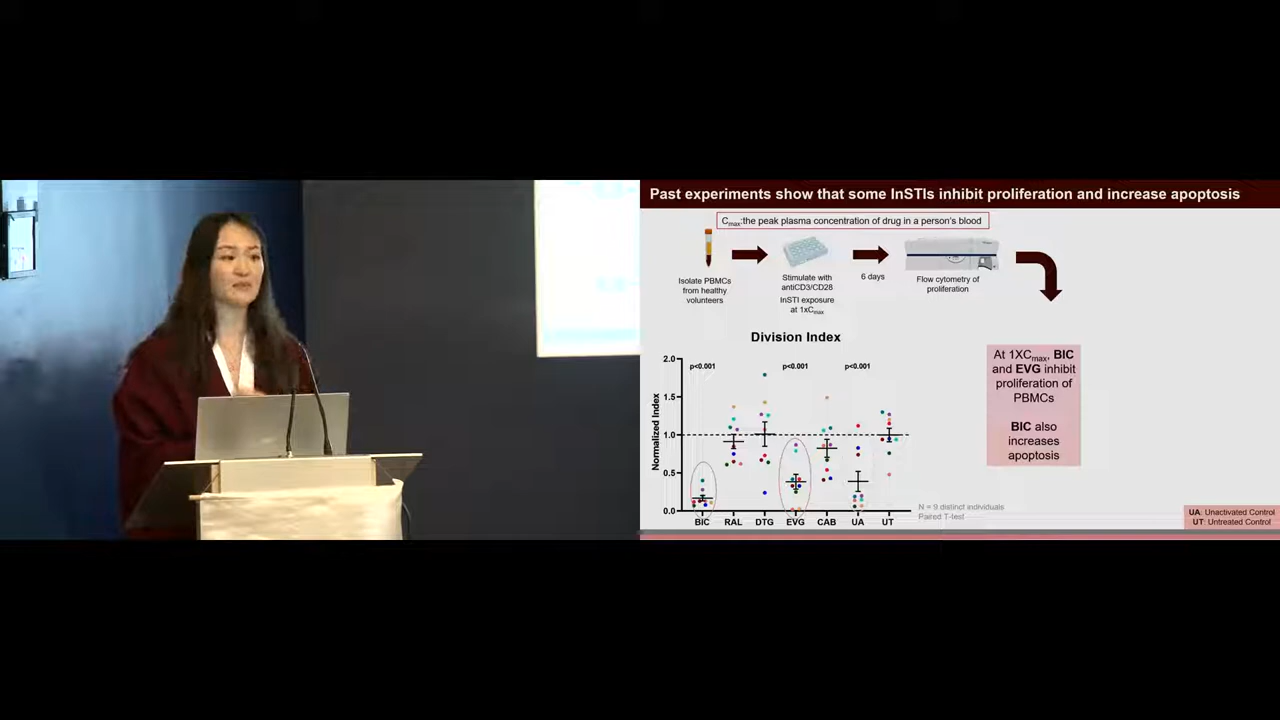 Past experiments show that some InSTIs inhibit proliferation and increase apoptosis
Cmax:the peak plasma concentration of drug in a person's blood
Isolate PBMCs
from healthy
volunteers
Stimulate with
antiCD3/CD28
InSTI exposure
at 1xCmax
6 days
Flow cytometry of
proliferation
Division Index
Normalized Index
2.0
1.5
1.0
0.5
0.0
p<0.001
p<0.001
p<0.001
BIC RAL DTG EVG CAB UA UT
At 1XCmax, BIC
and EVG inhibit
proliferation of
PBMCs
BIC also
increases
apoptosis
N = 9 distinct individuals
Paired T-test
UA: Unactivated Control
UT: Untreated Control